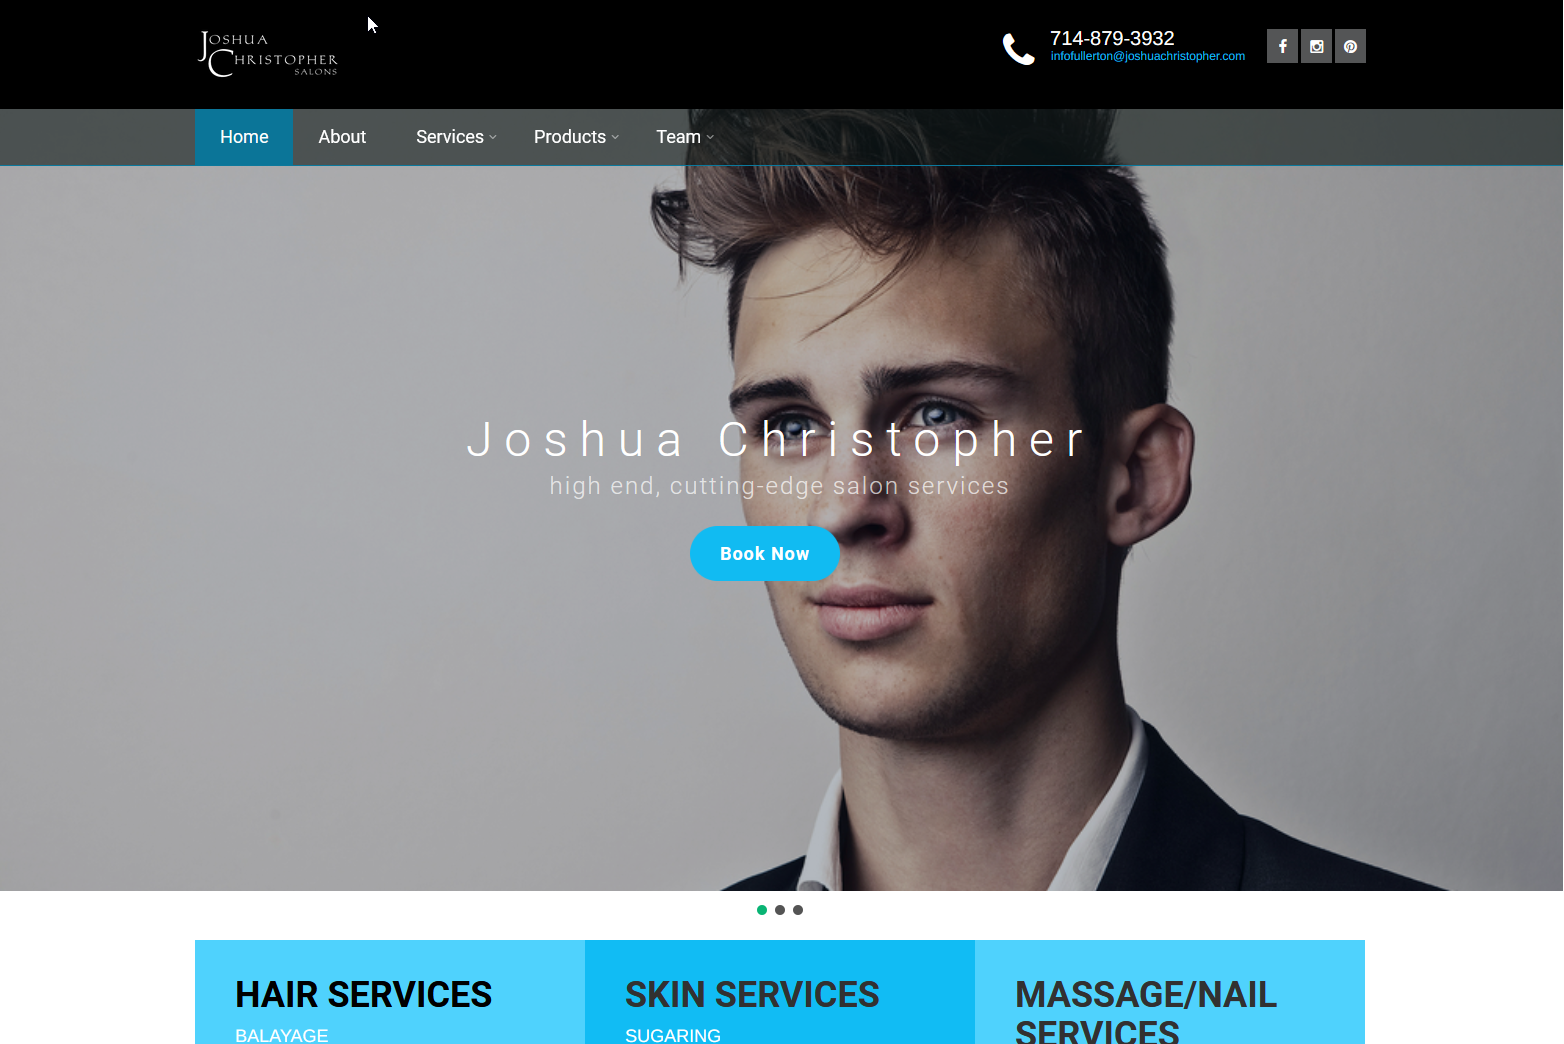 JOSHUA
CHRISTOPHER
SALONS
714-879-3932
infofullerton@joshuachristopher.com
Home About Services Products Team
Joshua Christopher
high end, cutting-edge salon services
Book Now
HAIR SERVICES
BALAYAGE
SKIN SERVICES
SUGARING
MASSAGE/NAIL
SERVICES